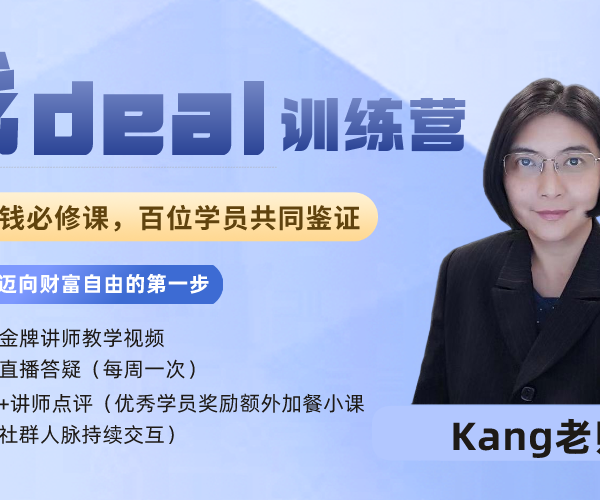 deal训练营
钱必修课，百位学员共同鉴证
迈向财富自由的第一步
金牌讲师教学视频
直播答疑（每周一次）
+讲师点评（优秀学员奖励额外加餐小课
社群人脉持续交互）
Kang老